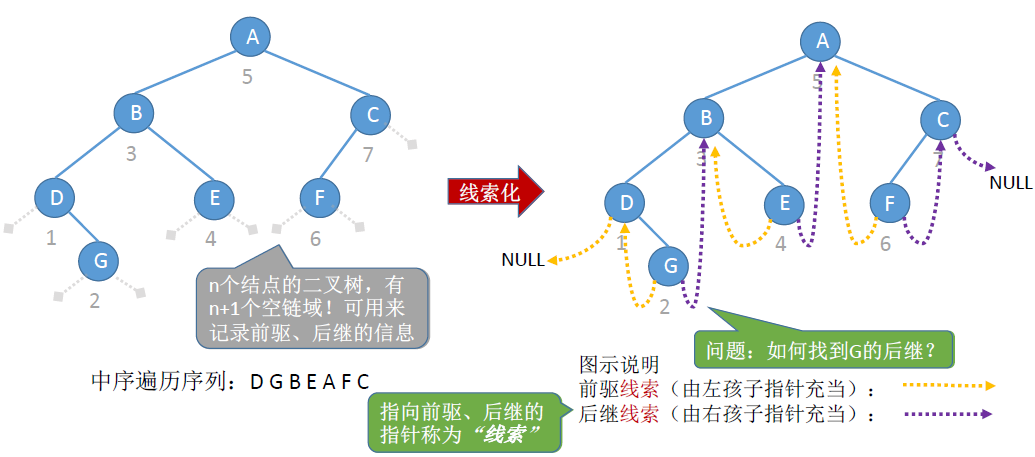 A
5
B
3
C
7
D
1
E
4
F
6
G
2
n个结点的二叉树，有
n+1个空链域！可用来
记录前驱、后继的信息
中序遍历序列：D G B E A F C
线索化
A
5
B
3
C
7
NULL
D
1
E
4
F
6
NULL
G
2
问题：如何找到G的后继？
图示说明
前驱线索（由左孩子指针充当）：
后继线索（由右孩子指针充当）：
指向前驱、后继的
指针称为“线索”